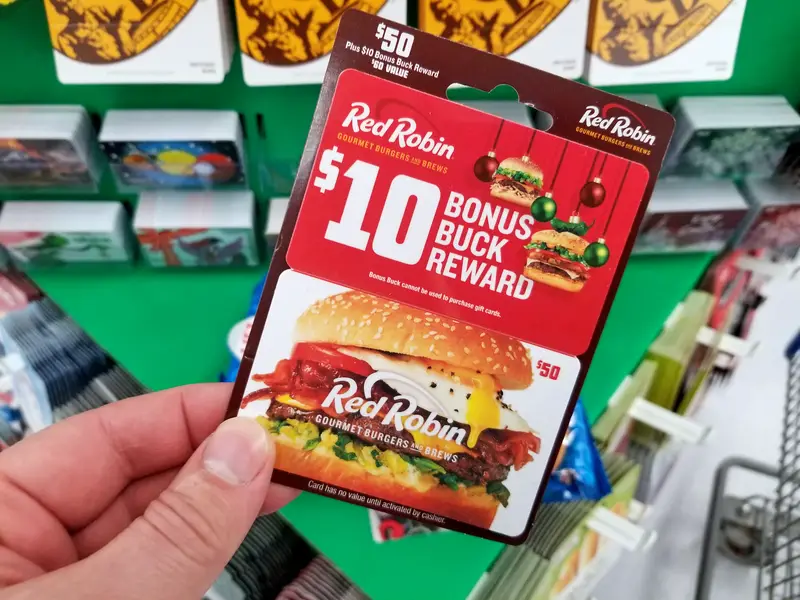 $50
Plus $10 Bonus Buck Reward
$60 VALUE
Red Robin
GOURMET BURGERS AND BREWS
Red Robin
GOURMET BURGERS AND BREWS
$10
BONUS
BUCK
REWARD
Bonus Buck cannot be used to purchase gift cards.
$50
Red Robin
GOURMET BURGERS AND BREWS
Card has no value until activated by cashier.